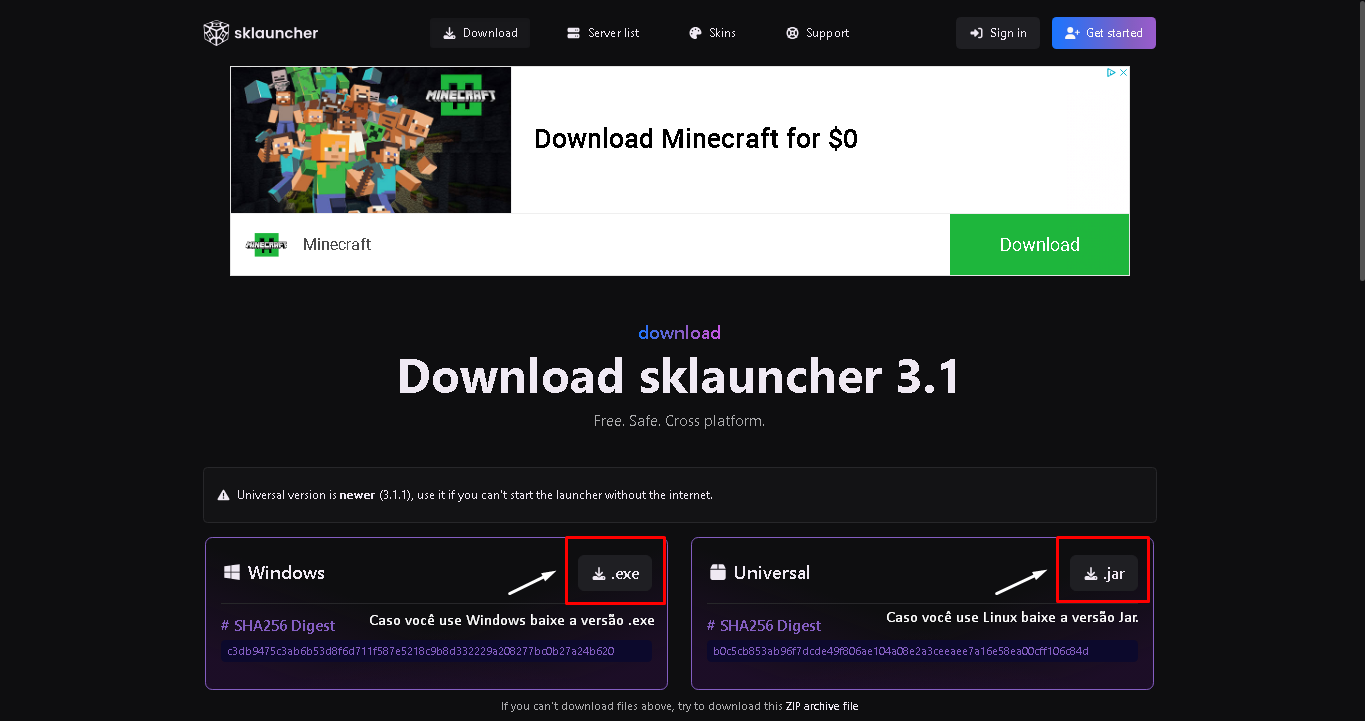 sklauncher
Download
Server list
Skins
Support
Sign in
Get started
MINECRAFT
Download Minecraft for $0
MINECRAFT
Minecraft
Download
download
Download sklauncher 3.1
Free. Safe. Cross platform.
Universal version is newer (3.1.1), use it if you can't start the launcher without the internet.
Windows
.exe
# SHA256 Digest
Caso você use Windows baixe a versão .exe
c3db9475c3ab6b53d8f6d711f587e5218c9b8d332229a208277bc0b27a24b620
Universal
.jar
# SHA256 Digest
Caso você use Linux baixe a versão Jar.
b0c5cb853ab96f7dcde49f806ae104a08e2a3ceeaee7a16e58ea00cff106c84d
If you can't download files above, try to download this ZIP archive file